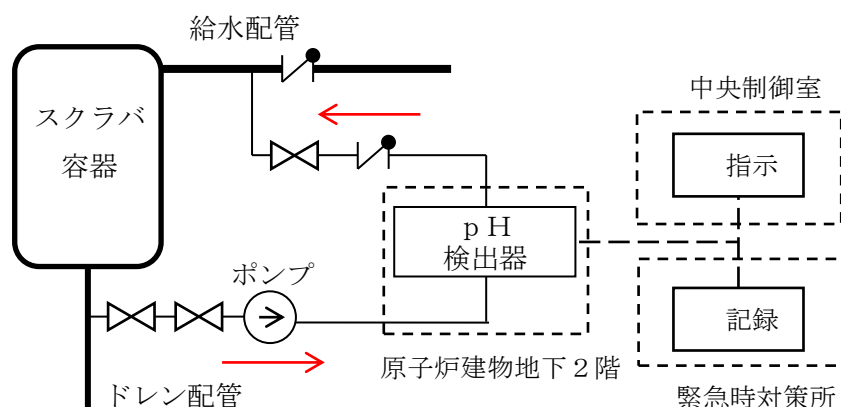 給水配管
中央制御室
スクラバ
容器
指示
ｐＨ
検出器
ポンプ
記録
原子炉建物地下２階
ドレン配管
緊急時対策所